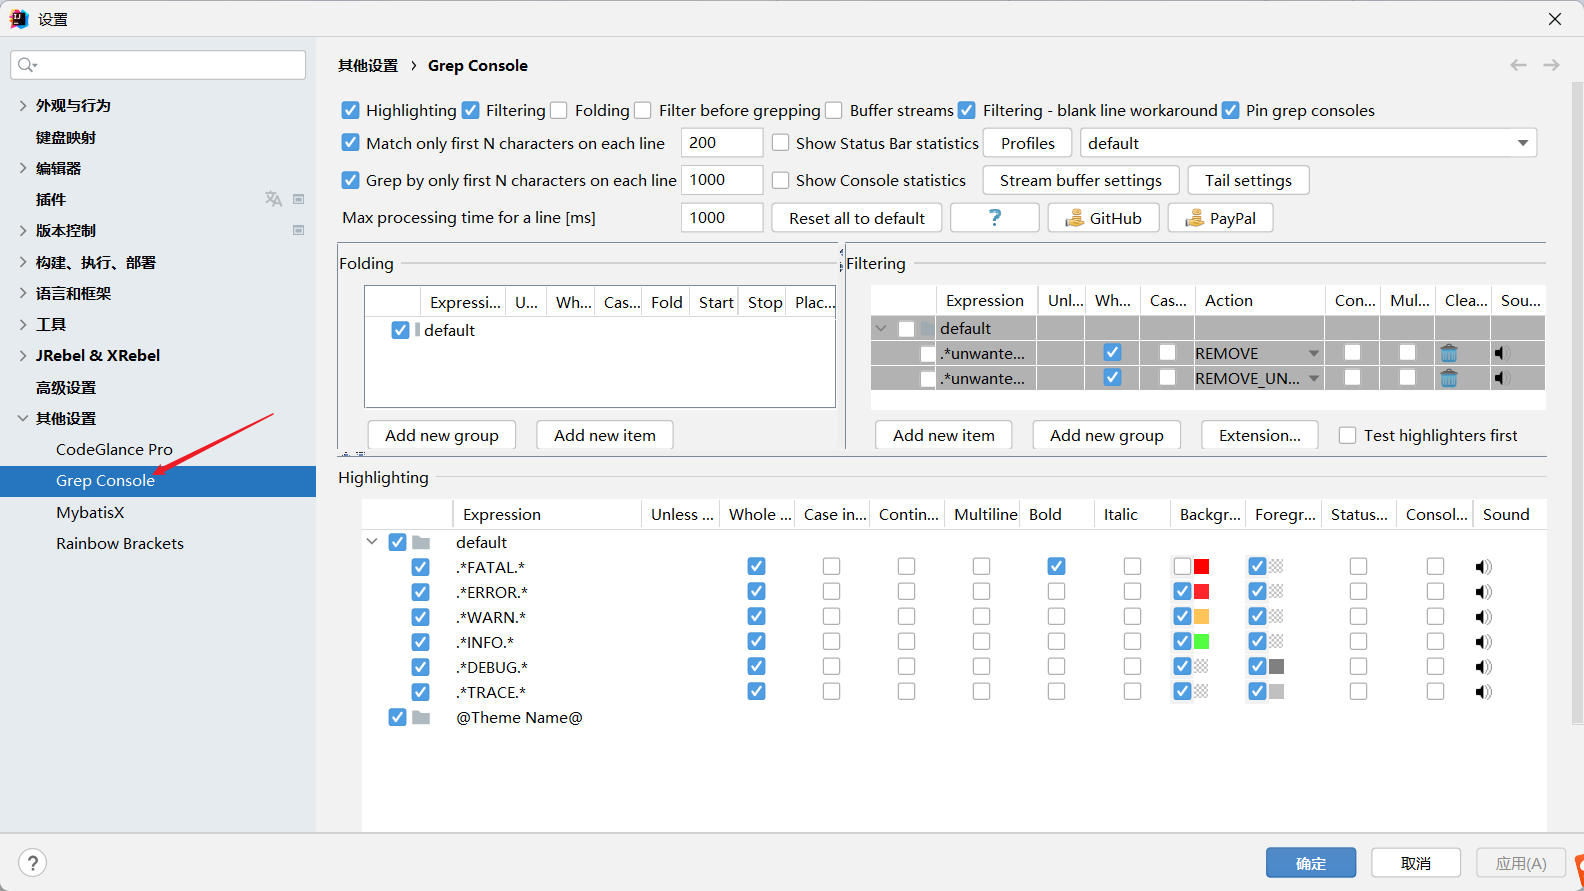 设置
外观与行为
键盘映射
编辑器
插件
版本控制
构建、执行、部署
语言和框架
工具
JRebel & XRebel
高级设置
其他设置
CodeGlance Pro
Grep Console
MybatisX
Rainbow Brackets
其他设置 › Grep Console
Highlighting Filtering Folding Filter before grepping Buffer streams Filtering - blank line workaround Pin grep consoles
Match only first N characters on each line 200 Show Status Bar statistics Profiles default
Grep by only first N characters on each line 1000 Show Console statistics Stream buffer settings Tail settings
Max processing time for a line [ms] 1000 Reset all to default ? GitHub PayPal
Folding
Expressi... U... Wh... Cas... Fold Start Stop Plac...
default
Add new group Add new item
Filtering
Expression Unl... Wh... Cas... Action Con... Mul... Clea... Sou...
default
.*unwante... REMOVE
.*unwante... REMOVE_UN...
Add new item Add new group Extension... Test highlighters first
Highlighting
Expression Unless ... Whole ... Case in... Contin... Multiline Bold Italic Backgr... Foregr... Status... Consol... Sound
default
.*FATAL.*
.*ERROR.*
.*WARN.*
.*INFO.*
.*DEBUG.*
.*TRACE.*
@Theme Name@
?
确定 取消 应用(A)